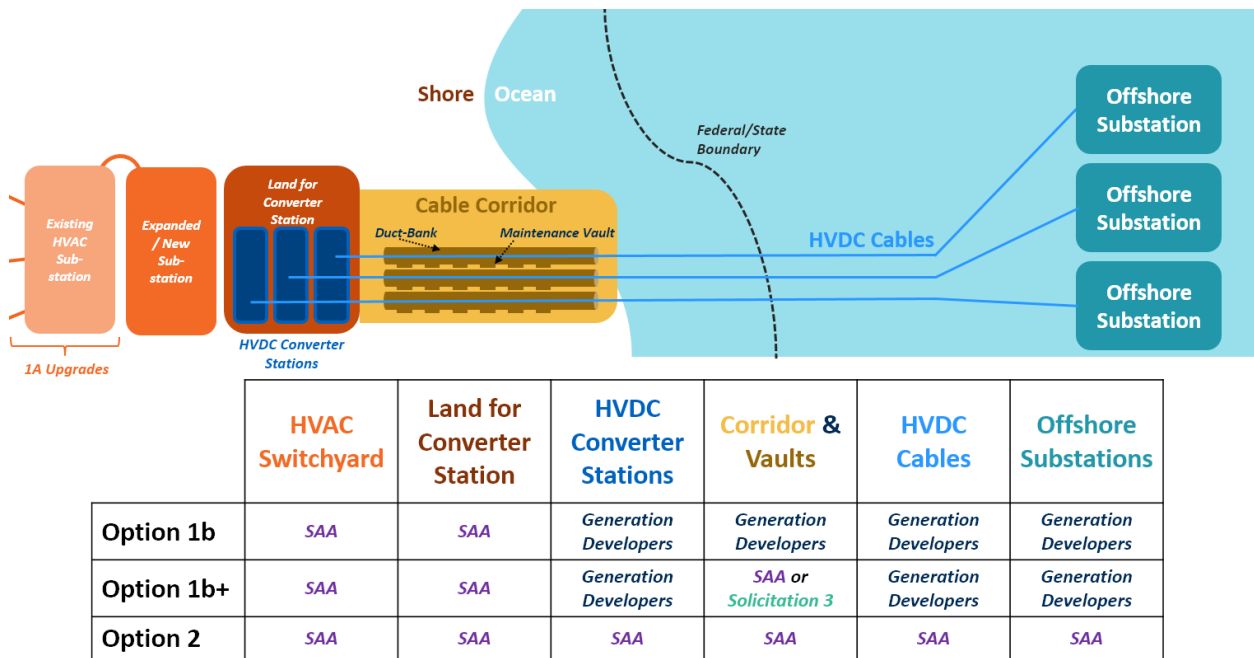 Shore Ocean
Federal/State
Boundary
Offshore
Substation
Offshore
Substation
Offshore
Substation
HVDC Cables
Existing
HVAC
Sub-
station
Expanded
/ New
Sub-
station
Land for
Converter
Station
Cable Corridor
Duct-Bank
Maintenance Vault
1A Upgrades
HVDC Converter
Stations
HVAC
Switchyard
Land for
Converter
Station
HVDC
Converter
Stations
Corridor &
Vaults
HVDC
Cables
Offshore
Substations
Option 1b
SAA
SAA
Generation
Developers
Generation
Developers
Generation
Developers
Generation
Developers
Option 1b+
SAA
SAA
Generation
Developers
SAA or
Solicitation 3
Generation
Developers
Generation
Developers
Option 2
SAA
SAA
SAA
SAA
SAA
SAA